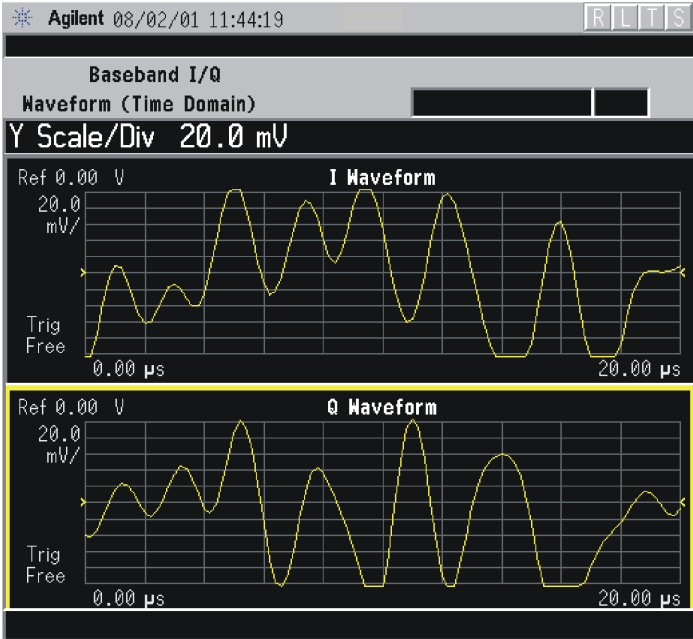 Agilent 08/02/01 11:44:19 R L T S
Baseband I/Q
Waveform (Time Domain)
Y Scale/Div 20.0 mV
Ref 0.00 V I Waveform
20.0
mV/
Trig
Free
0.00 µs 20.00 µs
Ref 0.00 V Q Waveform
20.0
mV/
Trig
Free
0.00 µs 20.00 µs